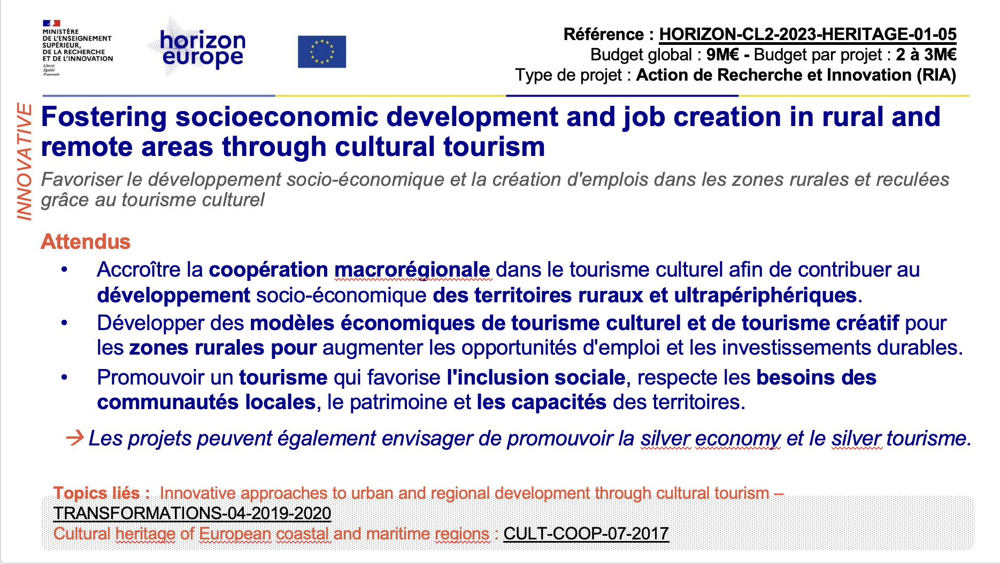 MINISTÈRE
DE L'ENSEIGNEMENT
SUPÉRIEUR,
DE LA RECHERCHE
ET DE L'INNOVATION
Liberté
Égalité
Fraternité
horizon
europe
Référence : HORIZON-CL2-2023-HERITAGE-01-05
Budget global : 9M€ - Budget par projet : 2 à 3M€
Type de projet : Action de Recherche et Innovation (RIA)
INNOVATIVE
Fostering socioeconomic development and job creation in rural and
remote areas through cultural tourism
Favoriser le développement socio-économique et la création d'emplois dans les zones rurales et reculées
grâce au tourisme culturel
Attendus
• Accroître la coopération macrorégionale dans le tourisme culturel afin de contribuer au
développement socio-économique des territoires ruraux et ultrapériphériques.
• Développer des modèles économiques de tourisme culturel et de tourisme créatif pour
les zones rurales pour augmenter les opportunités d'emploi et les investissements durables.
• Promouvoir un tourisme qui favorise l'inclusion sociale, respecte les besoins des
communautés locales, le patrimoine et les capacités des territoires.
→ Les projets peuvent également envisager de promouvoir la silver economy et le silver tourisme.
Topics liés : Innovative approaches to urban and regional development through cultural tourism –
TRANSFORMATIONS-04-2019-2020
Cultural heritage of European coastal and maritime regions : CULT-COOP-07-2017